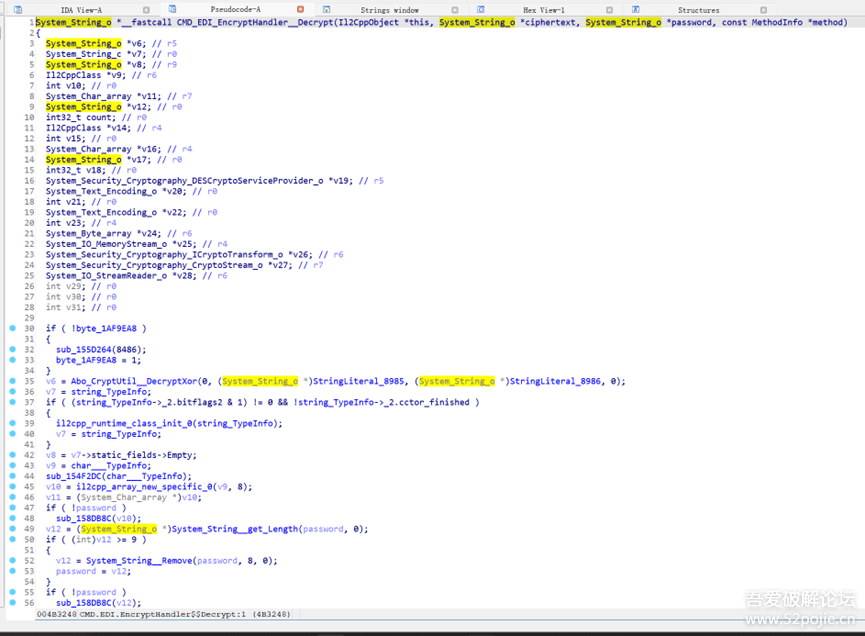 IDA View-A Pseudocode-A Strings window Hex View-1 Structures
1 System_String_o *__fastcall CMD_EDI_EncryptHandler__Decrypt(Il2CppObject *this, System_String_o *ciphertext, System_String_o *password, const MethodInfo *method)
2 {
3 System_String_o *v6; // r5
4 System_String_c *v7; // r0
5 System_String_o *v8; // r9
6 Il2CppClass *v9; // r6
7 int v10; // r0
8 System_Char_array *v11; // r7
9 System_String_o *v12; // r0
10 int32_t count; // r0
11 Il2CppClass *v14; // r4
12 int v15; // r0
13 System_Char_array *v16; // r4
14 System_String_o *v17; // r0
15 int32_t v18; // r0
16 System_Security_Cryptography_DESCryptoServiceProvider_o *v19; // r5
17 System_Text_Encoding_o *v20; // r0
18 int v21; // r0
19 System_Text_Encoding_o *v22; // r0
20 int v23; // r4
21 System_Byte_array *v24; // r6
22 System_IO_MemoryStream_o *v25; // r4
23 System_Security_Cryptography_ICryptoTransform_o *v26; // r6
24 System_Security_Cryptography_CryptoStream_o *v27; // r7
25 System_IO_StreamReader_o *v28; // r6
26 int v29; // r0
27 int v30; // r0
28 int v31; // r0
29
30 if ( !byte_1AF9EA8 )
31 {
32 sub_155D264(8486);
33 byte_1AF9EA8 = 1;
34 }
35 v6 = Abo_CryptUtil__DecryptXor(0, (System_String_o *)StringLiteral_8985, (System_String_o *)StringLiteral_8986, 0);
36 v7 = string_TypeInfo;
37 if ( (string_TypeInfo->_2.bitflags2 & 1) != 0 && !string_TypeInfo->_2.cctor_finished )
38 {
39 il2cpp_runtime_class_init_0(string_TypeInfo);
40 v7 = string_TypeInfo;
41 }
42 v8 = v7->static_fields->Empty;
43 v9 = char___TypeInfo;
44 sub_154F2DC(char___TypeInfo);
45 v10 = il2cpp_array_new_specific_0(v9, 8);
46 v11 = (System_Char_array *)v10;
47 if ( !password )
48 sub_158DB8C(v10);
49 v12 = (System_String_o *)System_String__get_Length(password, 0);
50 if ( (int)v12 >= 9 )
51 {
52 v12 = System_String__Remove(password, 8, 0);
53 password = v12;
54 }
55 if ( !password )
56 sub_158DB8C(v12);
004B3248 CMD.EDI.EncryptHandler$$Decrypt:1 (4B3248)
吾爱破解论坛
www.52pojie.cn